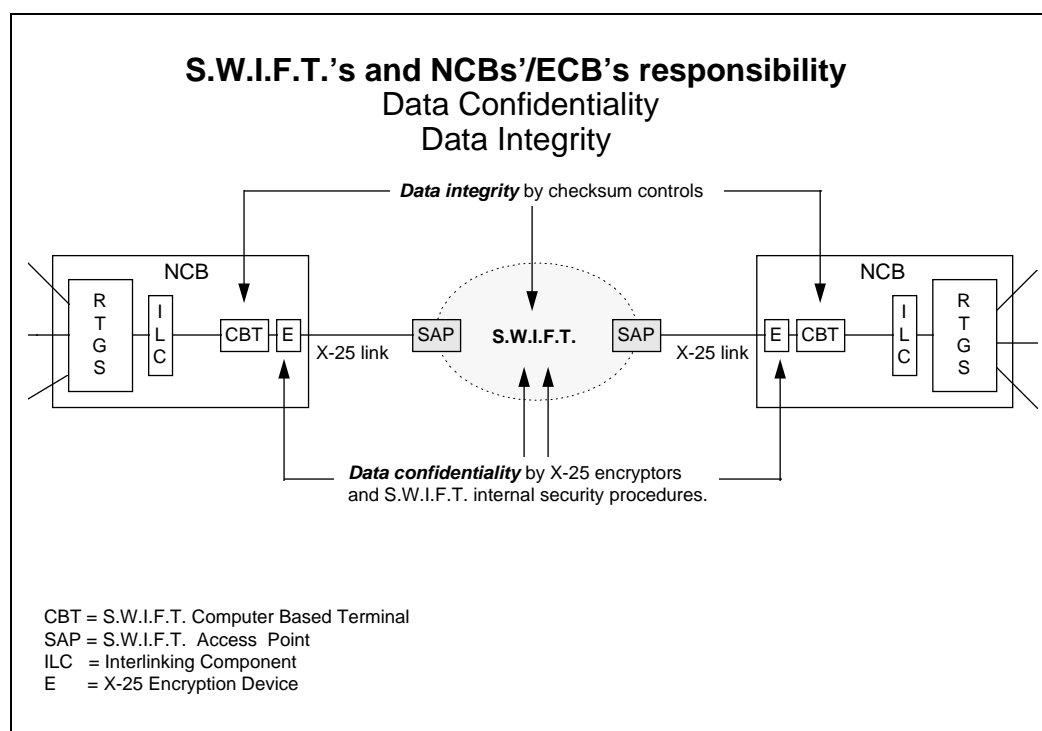 S.W.I.F.T.'s and NCBs'/ECB's responsibility
Data Confidentiality
Data Integrity
Data integrity by checksum controls
NCB
NCB
R
T
G
S
I
L
C
CBT
E
X-25 link
SAP
S.W.I.F.T.
SAP
X-25 link
E
CBT
I
L
C
R
T
G
S
Data confidentiality by X-25 encryptors
and S.W.I.F.T. internal security procedures.
CBT = S.W.I.F.T. Computer Based Terminal
SAP = S.W.I.F.T. Access Point
ILC = Interlinking Component
E = X-25 Encryption Device